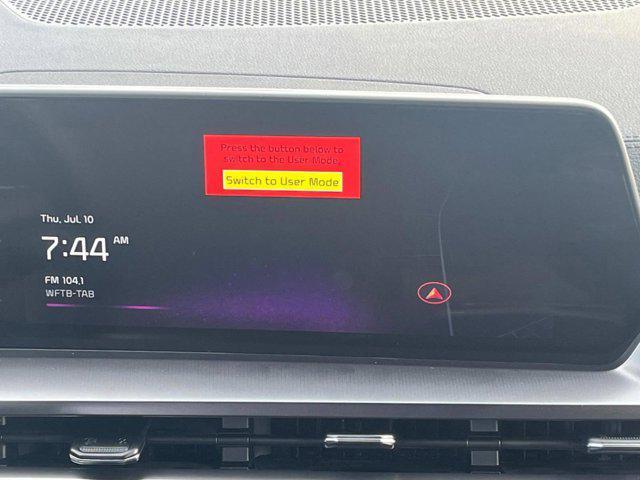 Press the button below to
switch to the User Mode.
Switch to User Mode
Thu, Jul. 10
7:44 AM
FM 104.1
WFTB-TAB